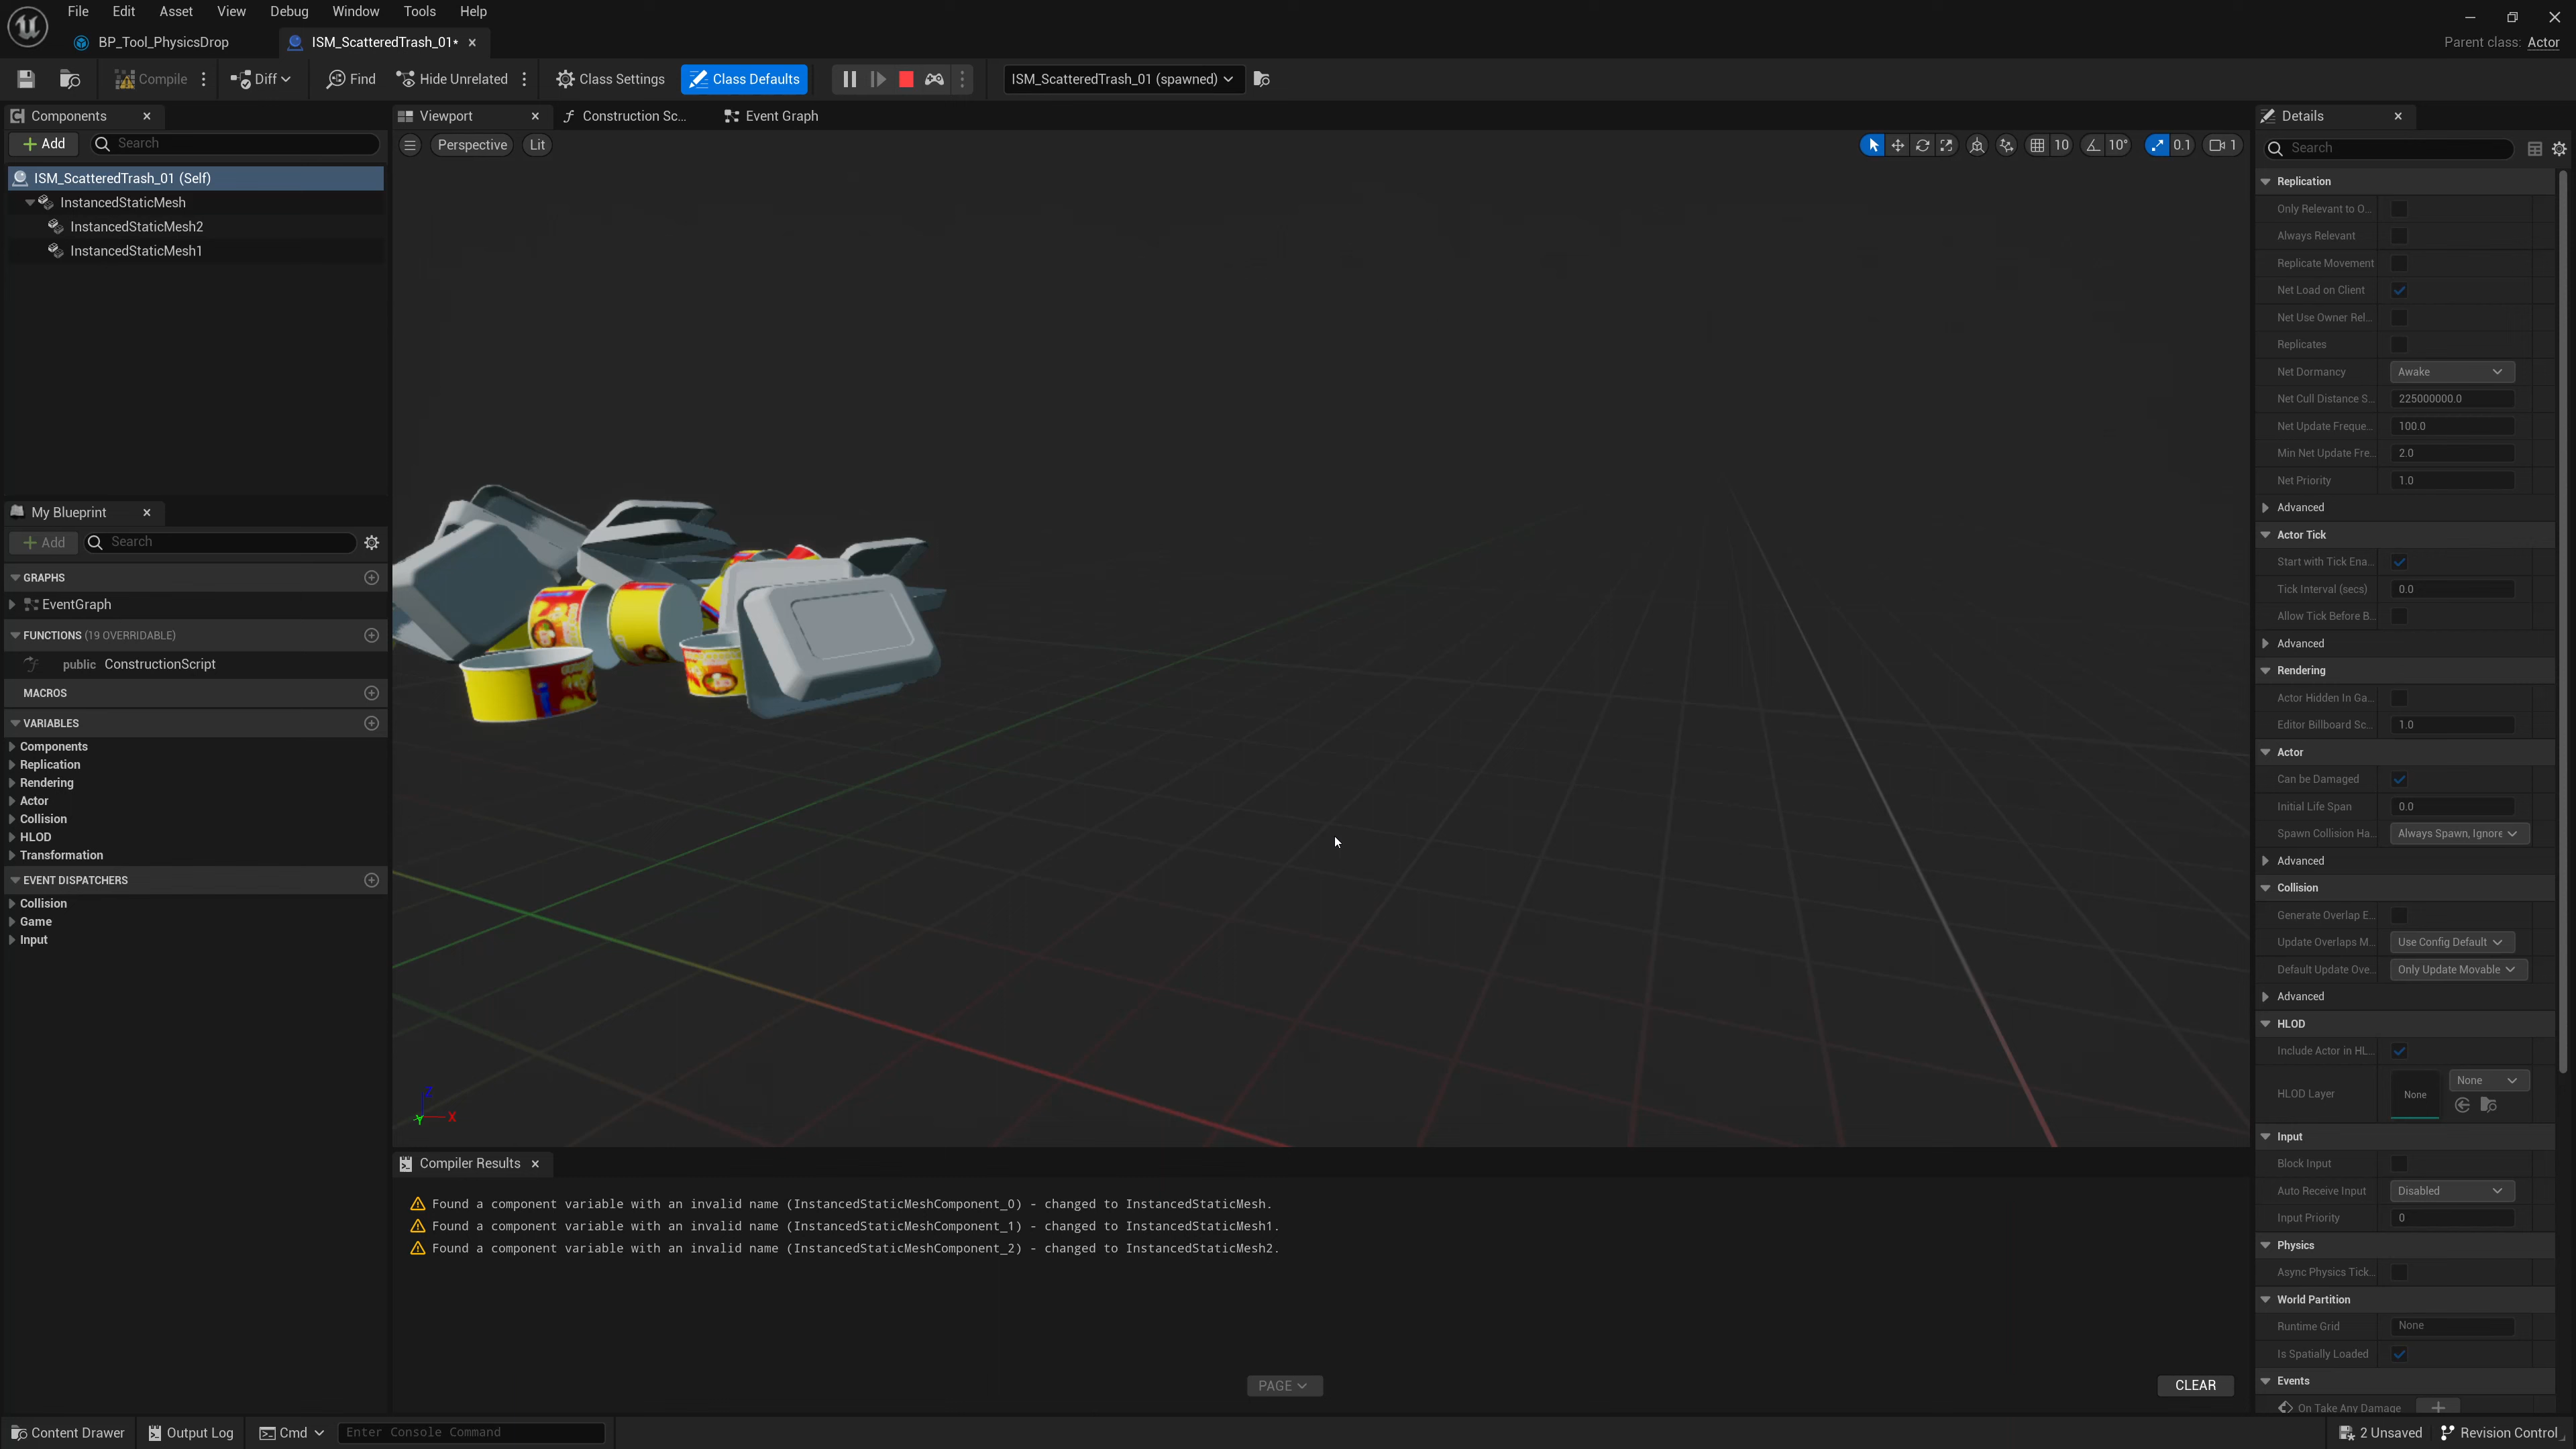 File Edit Asset View Debug Window Tools Help
BP_Tool_PhysicsDrop
ISM_ScatteredTrash_01*
Parent class: Actor
Compile
Diff
Find
Hide Unrelated
Class Settings
Class Defaults
ISM_ScatteredTrash_01 (spawned)
Components
Add
Search
ISM_ScatteredTrash_01 (Self)
InstancedStaticMesh
InstancedStaticMesh2
InstancedStaticMesh1
My Blueprint
Add
Search
GRAPHS
EventGraph
FUNCTIONS (19 OVERRIDABLE)
public ConstructionScript
MACROS
VARIABLES
Components
Replication
Rendering
Actor
Collision
HLOD
Transformation
EVENT DISPATCHERS
Collision
Game
Input
Viewport
Construction Sc...
Event Graph
Perspective
Lit
10
10°
0.1
1
Z
Y
X
Compiler Results
Found a component variable with an invalid name (InstancedStaticMeshComponent_0) - changed to InstancedStaticMesh.
Found a component variable with an invalid name (InstancedStaticMeshComponent_1) - changed to InstancedStaticMesh1.
Found a component variable with an invalid name (InstancedStaticMeshComponent_2) - changed to InstancedStaticMesh2.
PAGE
CLEAR
Details
Search
Replication
Only Relevant to O...
Always Relevant
Replicate Movement
Net Load on Client
Net Use Owner Rel...
Replicates
Net Dormancy Awake
Net Cull Distance S... 225000000.0
Net Update Freque... 100.0
Min Net Update Fre... 2.0
Net Priority 1.0
Advanced
Actor Tick
Start with Tick Ena...
Tick Interval (secs) 0.0
Allow Tick Before B...
Advanced
Rendering
Actor Hidden In Ga...
Editor Billboard Sc... 1.0
Actor
Can be Damaged
Initial Life Span 0.0
Spawn Collision Ha... Always Spawn, Ignore
Advanced
Collision
Generate Overlap E...
Update Overlaps M... Use Config Default
Default Update Ove... Only Update Movable
Advanced
HLOD
Include Actor in HL...
HLOD Layer None None
Input
Block Input
Auto Receive Input Disabled
Input Priority 0
Physics
Async Physics Tick...
World Partition
Runtime Grid None
Is Spatially Loaded
Events
On Take Any Damage
Content Drawer
Output Log
Cmd
Enter Console Command
2 Unsaved
Revision Control